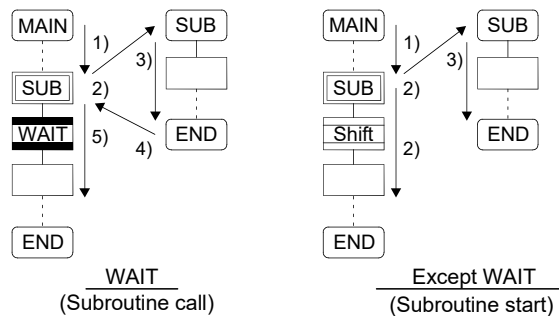 MAIN
1)
SUB
2)
3)
WAIT
5)
4)
END
END
SUB
WAIT
(Subroutine call)
MAIN
1)
SUB
2)
3)
Shift
2)
END
END
SUB
Except WAIT
(Subroutine start)